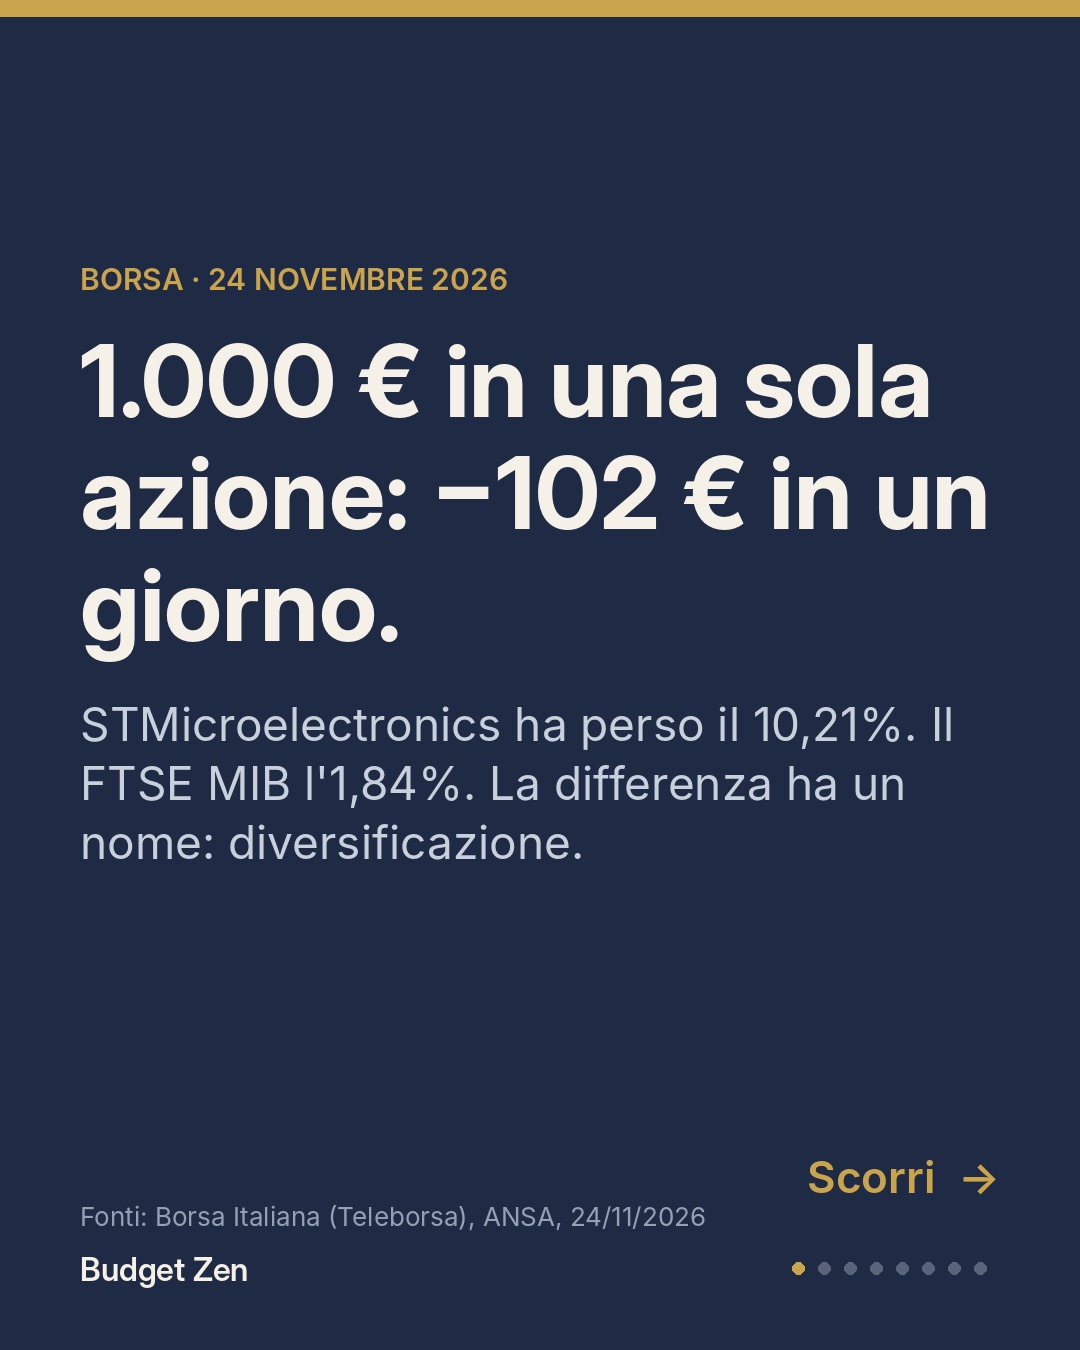 BORSA · 24 NOVEMBRE 2026
1.000 € in una sola
azione: −102 € in un
giorno.
STMicroelectronics ha perso il 10,21%. Il
FTSE MIB l'1,84%. La differenza ha un
nome: diversificazione.
Scorri →
Fonti: Borsa Italiana (Teleborsa), ANSA, 24/11/2026
Budget Zen